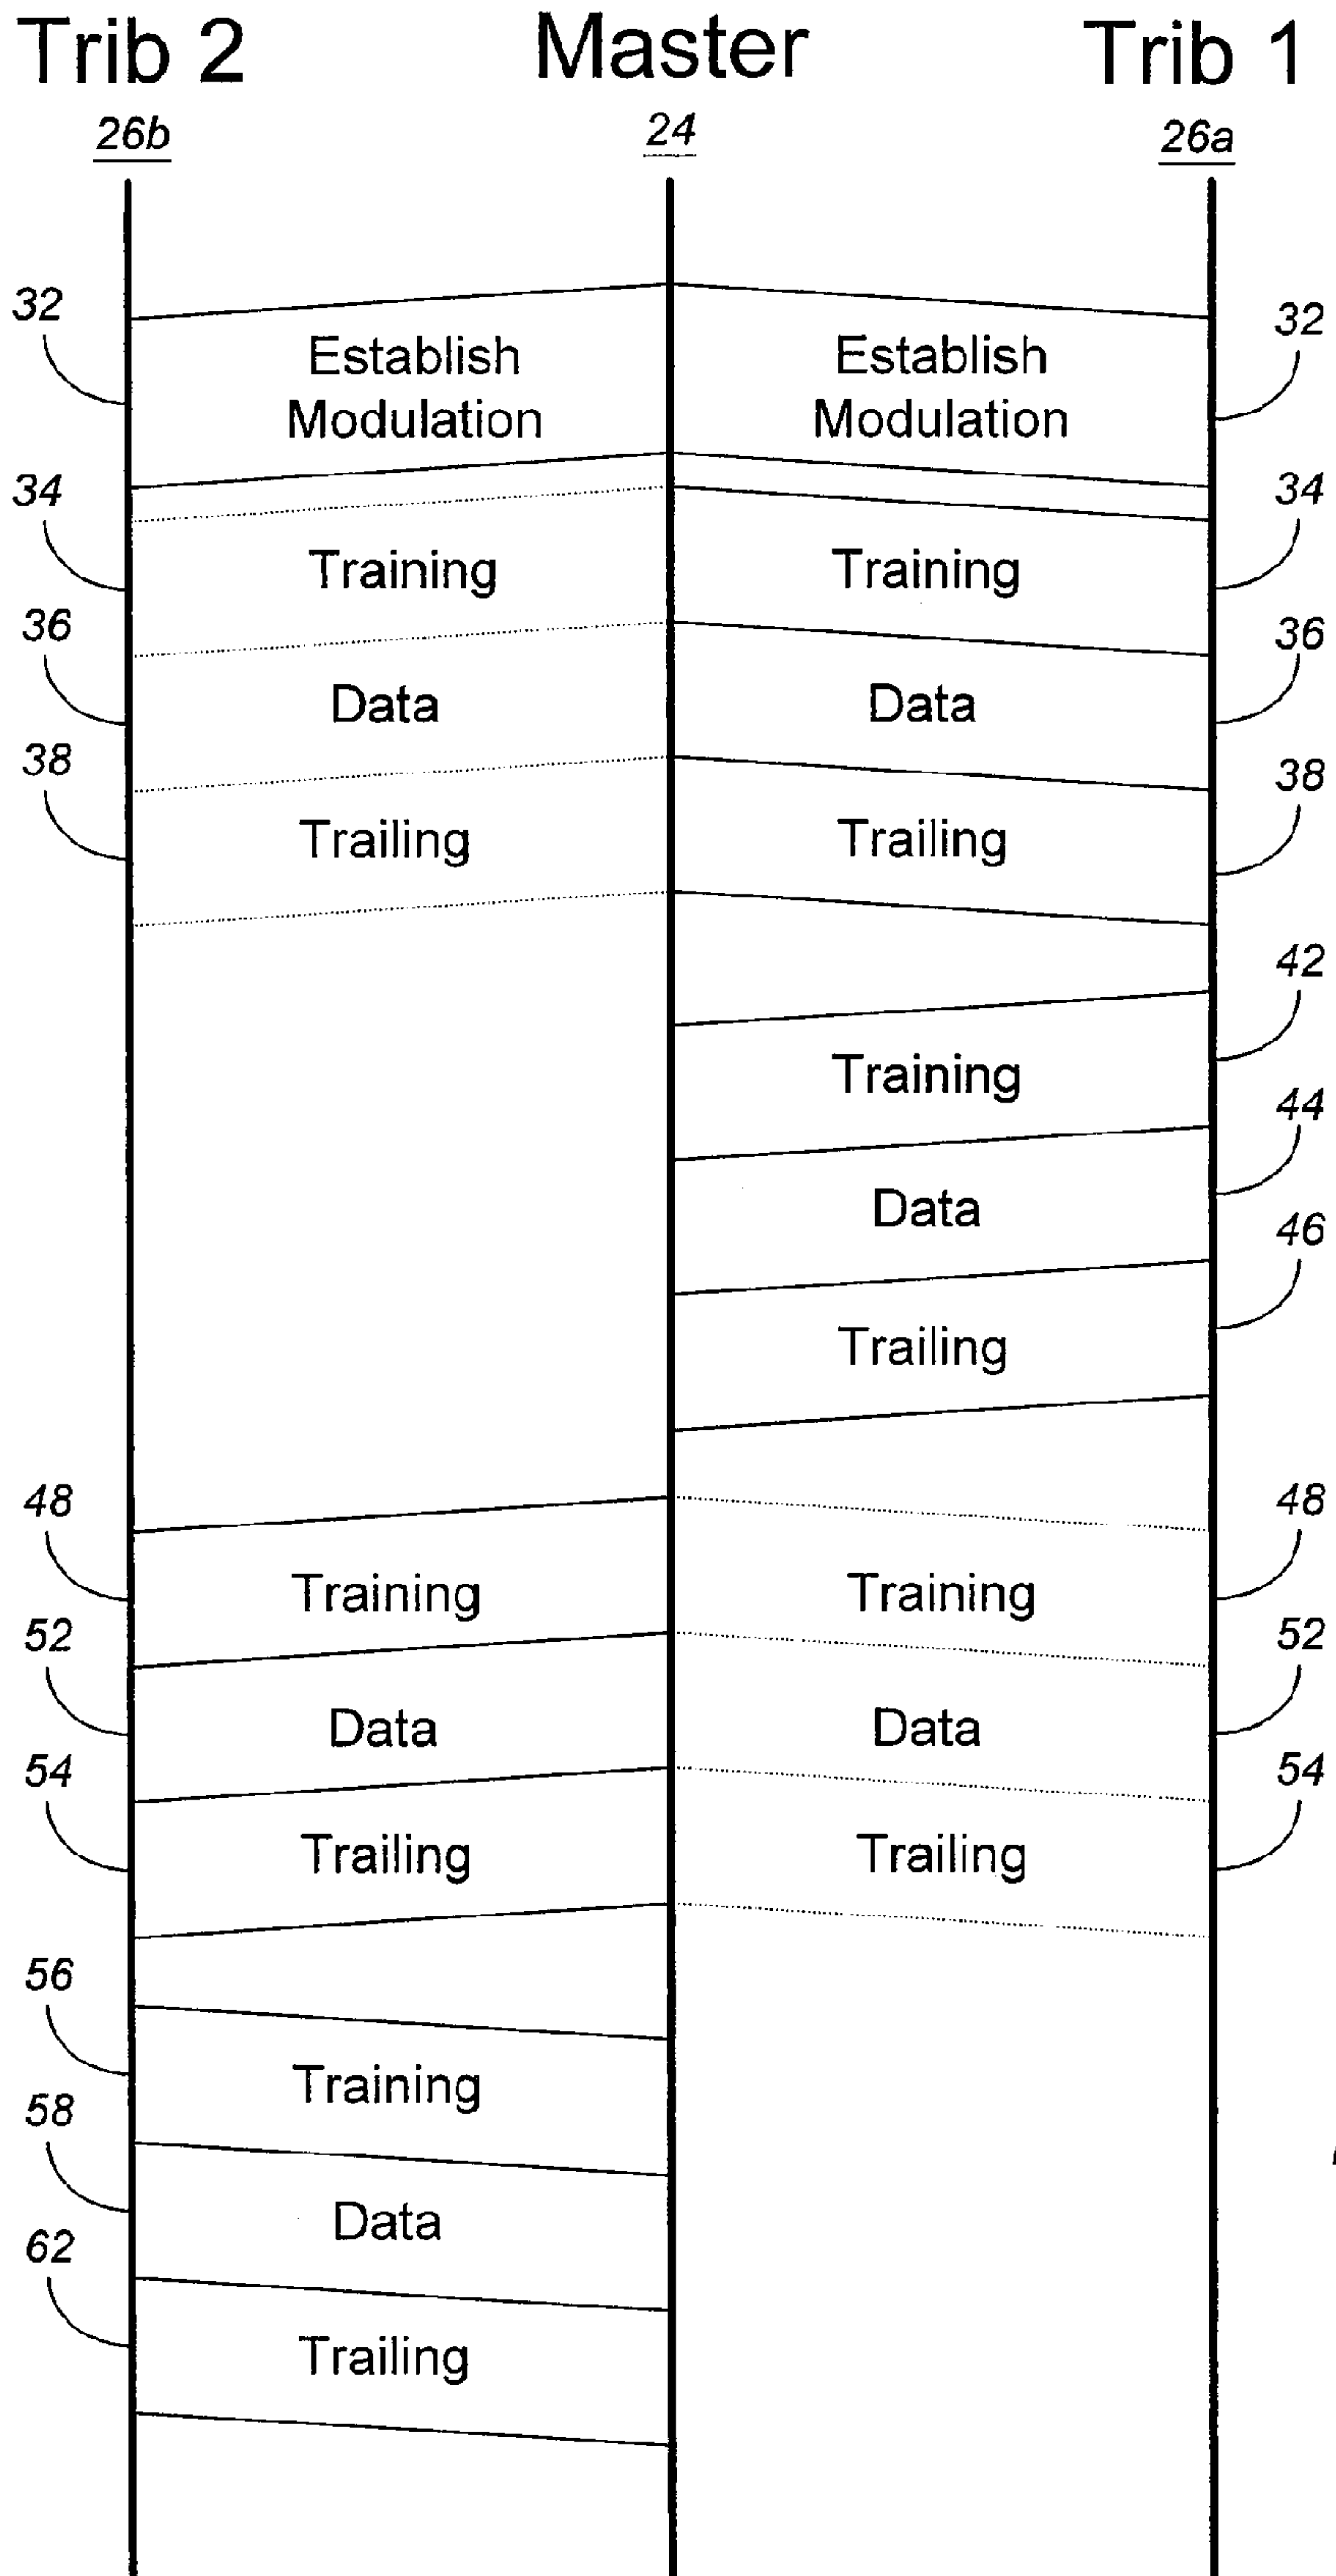 Trib 2 Master Trib 1
26b 24 26a
32 Establish Establish 32
Modulation Modulation
34 34
Training Training
36 36
Data Data
38 38
Trailing Trailing
42
Training
44
Data
46
Trailing
48 48
Training Training
52 52
Data Data
54 54
Trailing Trailing
56
Training
58
Data
62
Trailing